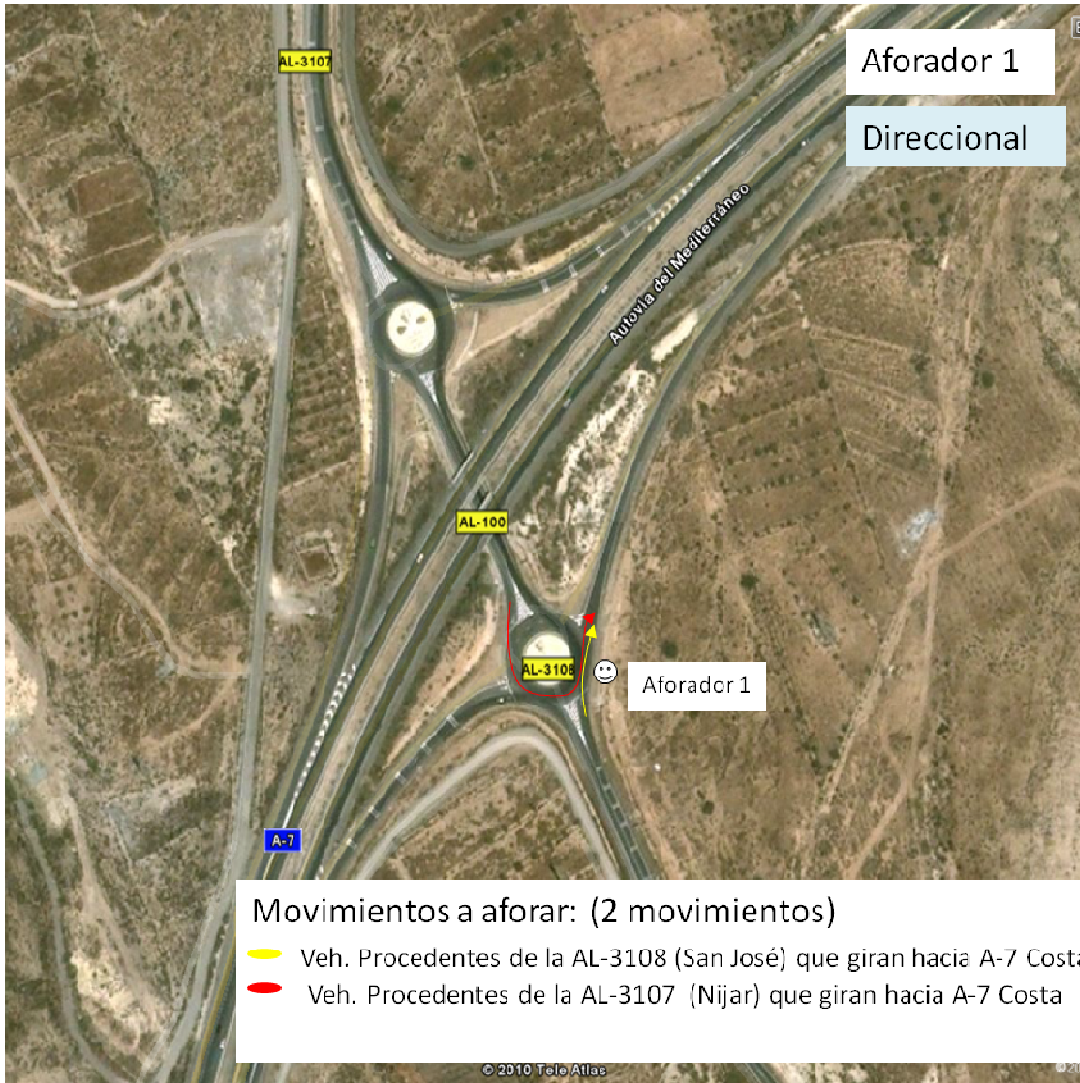 AL-3107
Aforador 1
Direccional
Autovía del Mediterráneo
AL-100
AL-3108
Aforador 1
A-7
Movimientos a aforar: (2 movimientos)
Veh. Procedentes de la AL-3108 (San José) que giran hacia A-7 Costa
Veh. Procedentes de la AL-3107 (Nijar) que giran hacia A-7 Costa
© 2010 Tele Atlas